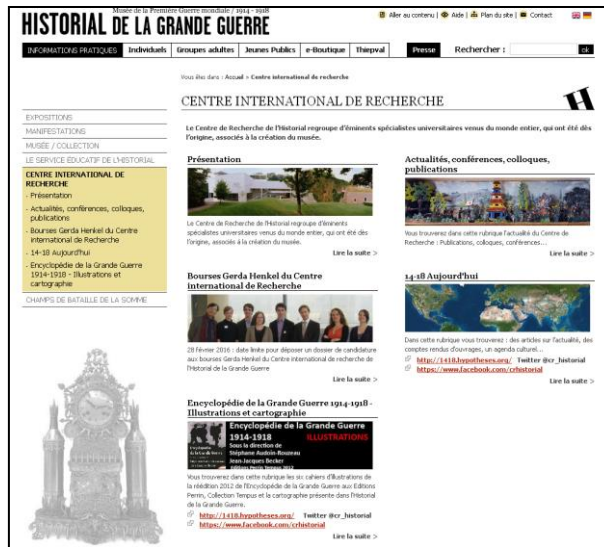 Musée de la Première Guerre mondiale / 1914 - 1918
HISTORIAL DE LA GRANDE GUERRE
Aller au contenu | Aide | Plan du site | Contact
INFORMATIONS PRATIQUES Individuels Groupes adultes Jeunes Publics e-Boutique Thiepval Presse Rechercher : ok
Vous êtes dans : Accueil > Centre international de recherche
CENTRE INTERNATIONAL DE RECHERCHE
H
Le Centre de Recherche de l'Historial regroupe d'éminents spécialistes universitaires venus du monde entier, qui ont été dès
l'origine, associés à la création du musée.
EXPOSITIONS
MANIFESTATIONS
MUSÉE / COLLECTION
LE SERVICE ÉDUCATIF DE L'HISTORIAL
CENTRE INTERNATIONAL DE
RECHERCHE
- Présentation
- Actualités, conférences, colloques,
publications
- Bourses Gerda Henkel du Centre
international de Recherche
- 14-18 Aujourd'hui
- Encyclopédie de la Grande Guerre
1914-1918 - Illustrations et
cartographie
CHAMPS DE BATAILLE DE LA SOMME
Présentation
Le Centre de Recherche de l'Historial regroupe d'éminents
spécialistes universitaires venus du monde entier, qui ont été dès
l'origine, associés à la création du musée.
Lire la suite >
Actualités, conférences, colloques,
publications
Vous trouverez dans cette rubrique l'actualité du Centre de
Recherche : Publications, colloques, conférences...
Lire la suite >
Bourses Gerda Henkel du Centre
international de Recherche
28 février 2016 : date limite pour déposer un dossier de candidature
aux bourses Gerda Henkel du Centre international de recherche de
l'Historial de la Grande Guerre
Lire la suite >
14-18 Aujourd'hui
Dans cette rubrique vous trouverez : des articles sur l'actualité, des
comptes rendus d'ouvrages, un agenda culturel...
http://1418.hypotheses.org/ Twitter @cr_historial
https://www.facebook.com/crhistorial
Lire la suite >
Encyclopédie de la Grande Guerre 1914-1918 -
Illustrations et cartographie
Encyclopédie de la Grande Guerre
1914-1918 ILLUSTRATIONS
Sous la direction de
Stéphane Audoin-Rouzeau
Jean-Jacques Becker
Editions Perrin Tempus 2012
Vous trouverez dans cette rubrique les six cahiers d'illustrations de
la réédition 2012 de l'Encyclopédie de la Grande Guerre aux Editions
Perrin, Collection Tempus et la cartographie présente dans l'Historial
de la Grande Guerre.
http://1418.hypotheses.org/ Twitter @cr_historial
https://www.facebook.com/crhistorial
Lire la suite >